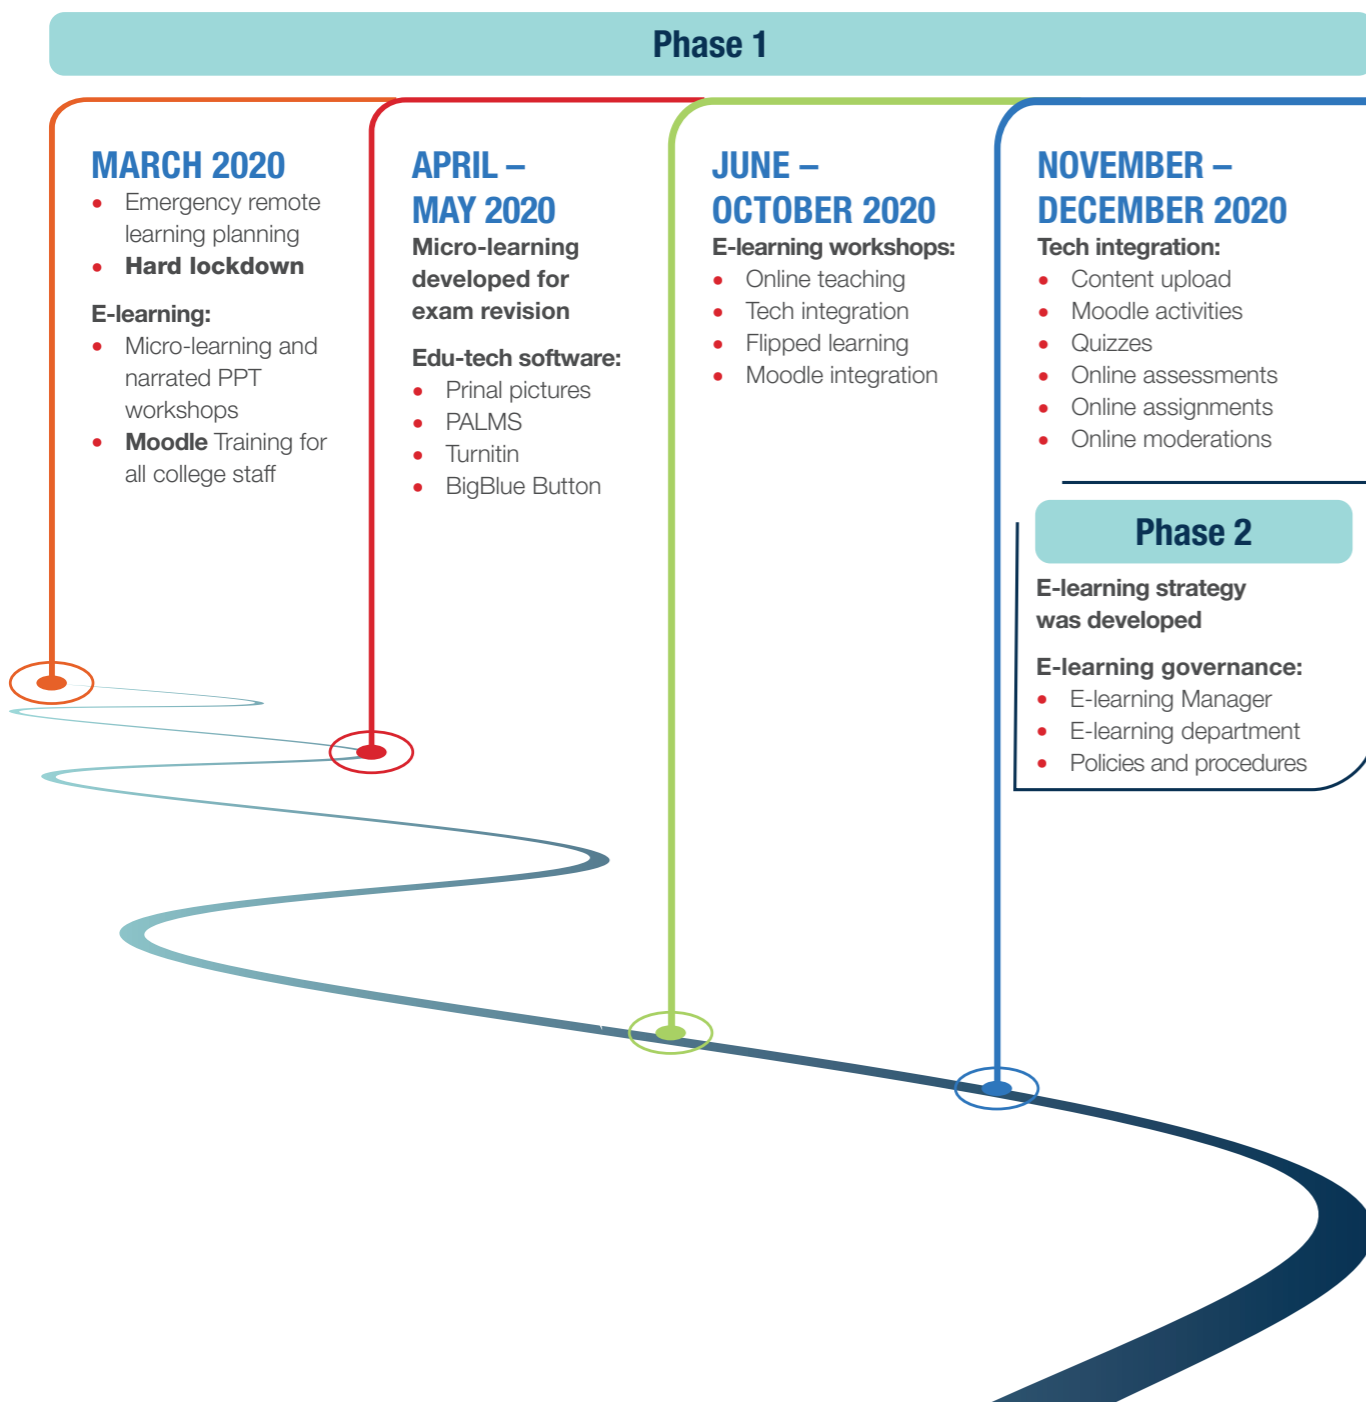 Phase 1
MARCH 2020
• Emergency remote
learning planning
• Hard lockdown
E-learning:
• Micro-learning and
narrated PPT
workshops
• Moodle Training for
all college staff
APRIL –
MAY 2020
Micro-learning
developed for
exam revision
Edu-tech software:
• Prinal pictures
• PALMS
• Turnitin
• BigBlue Button
JUNE –
OCTOBER 2020
E-learning workshops:
• Online teaching
• Tech integration
• Flipped learning
• Moodle integration
NOVEMBER –
DECEMBER 2020
Tech integration:
• Content upload
• Moodle activities
• Quizzes
• Online assessments
• Online assignments
• Online moderations
Phase 2
E-learning strategy
was developed
E-learning governance:
• E-learning Manager
• E-learning department
• Policies and procedures